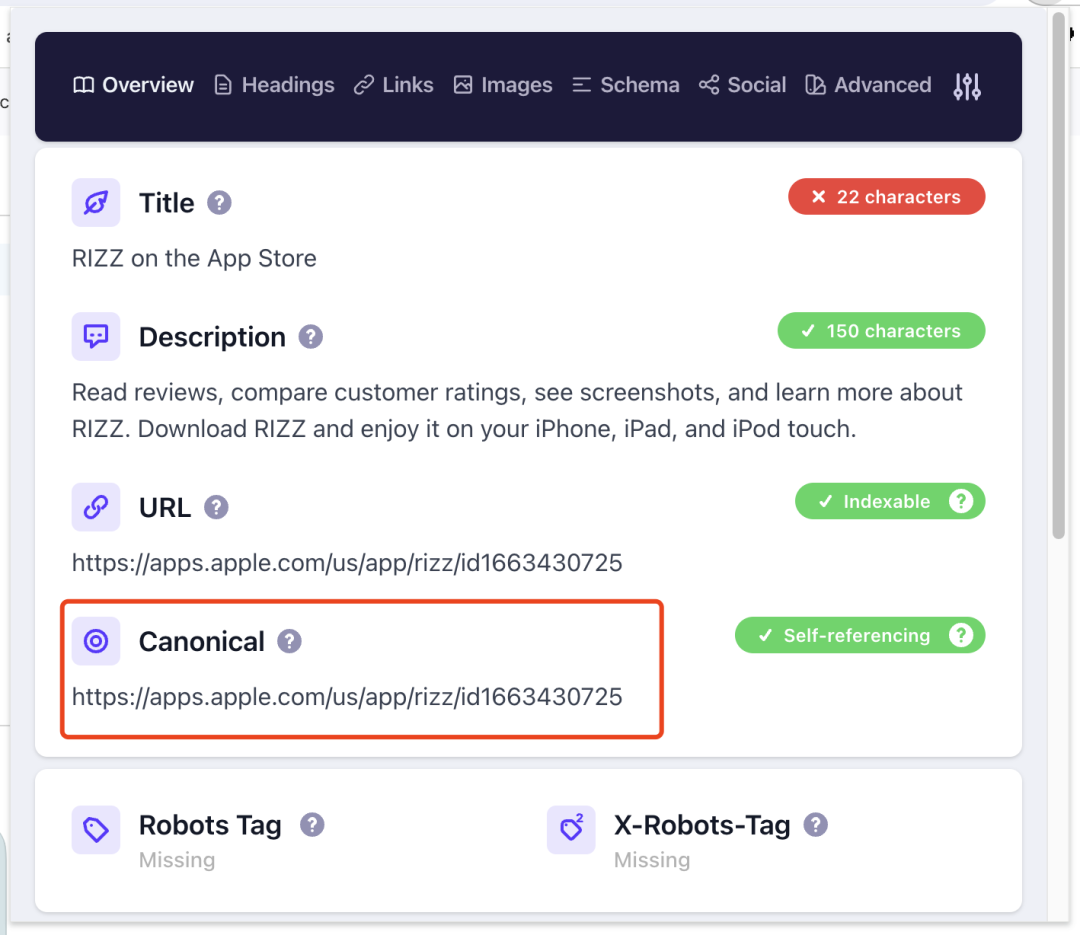 Overview Headings Links Images Schema Social Advanced
Title ? ✕ 22 characters
RIZZ on the App Store
Description ? ✓ 150 characters
Read reviews, compare customer ratings, see screenshots, and learn more about
RIZZ. Download RIZZ and enjoy it on your iPhone, iPad, and iPod touch.
URL ? ✓ Indexable ?
https://apps.apple.com/us/app/rizz/id1663430725
Canonical ? ✓ Self-referencing ?
https://apps.apple.com/us/app/rizz/id1663430725
Robots Tag ? X-Robots-Tag ?
Missing Missing